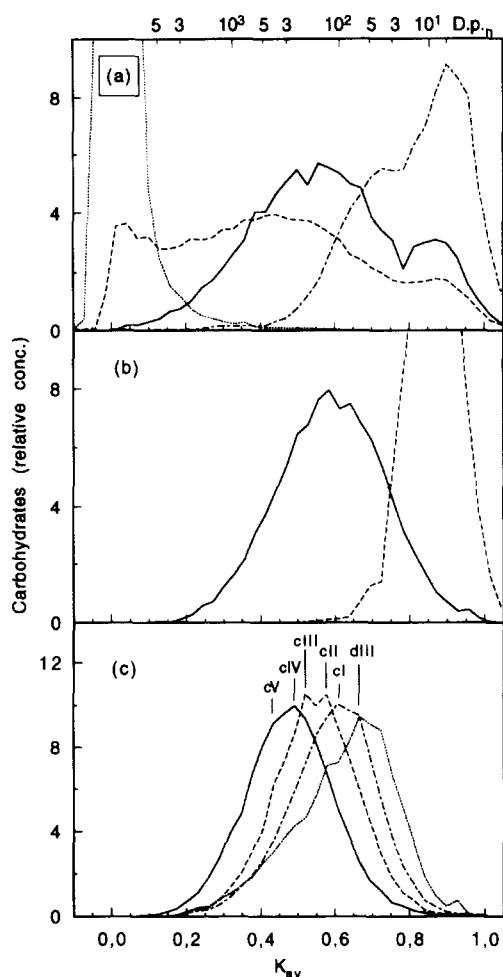 5 3 10³ 5 3 10² 5 3 10¹ D.p.n
(a)
8
4
0
(b)
8
4
0
Carbohydrates (relative conc.)
(c)
cIII
cII
cIV
dIII
cV
cI
12
8
4
0
0,0 0,2 0,4 0,6 0,8 1,0
Kav